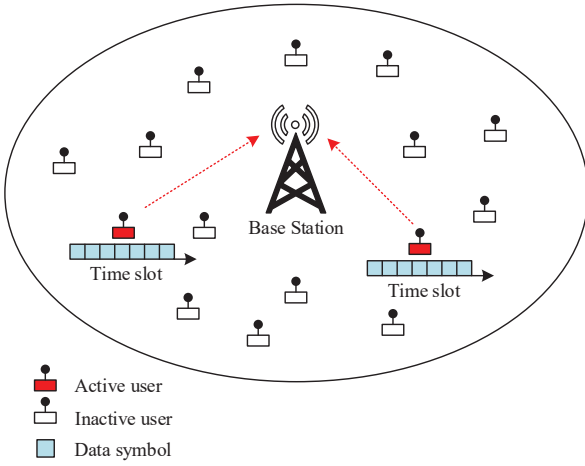 Base Station
Time slot
Time slot
Active user
Inactive user
Data symbol